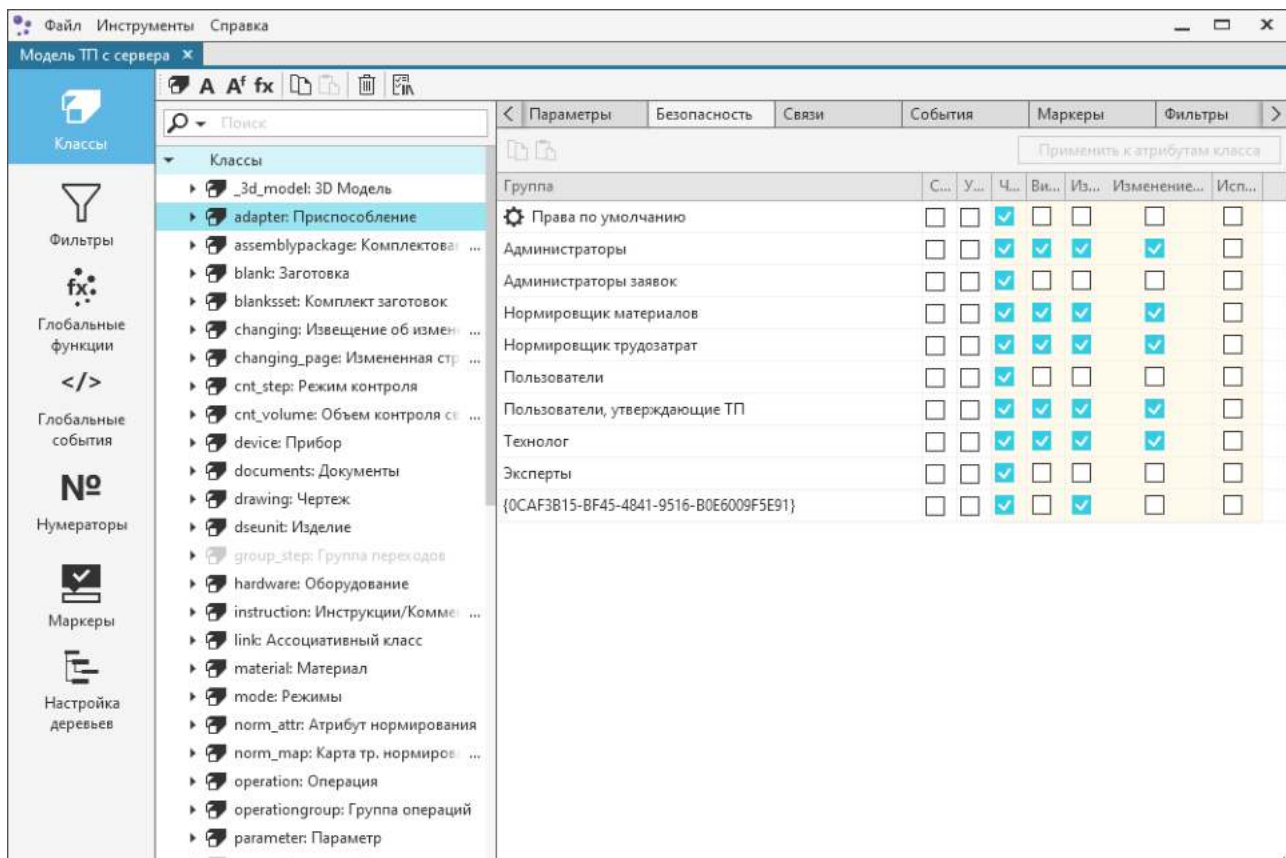 Файл Инструменты Справка
Модель ТП с сервера
Классы
Фильтры
Глобальные
функции
Глобальные
события
Нумераторы
Маркеры
Настройка
деревьев
A Af fx
Поиск
Классы
_3d_model: 3D Модель
adapter: Приспособление
assemblypackage: Комплектова ...
blank: Заготовка
blanksset: Комплект заготовок
changing: Извещение об измен ...
changing_page: Измененная стр ...
cnt_step: Режим контроля
cnt_volume: Объем контроля се ...
device: Прибор
documents: Документы
drawing: Чертеж
dseunit: Изделие
group_step: Группа переходов
hardware: Оборудование
instruction: Инструкции/Комме ...
link: Ассоциативный класс
material: Материал
mode: Режимы
norm_attr: Атрибут нормирования
norm_map: Карта тр. нормиров ...
operation: Операция
operationgroup: Группа операций
parameter: Параметр
Параметры Безопасность Связи События Маркеры Фильтры
Применить к атрибутам класса
Группа С... У... Ч... Ви... Из... Изменение... Исп...
Права по умолчанию
Администраторы
Администраторы заявок
Нормировщик материалов
Нормировщик трудозатрат
Пользователи
Пользователи, утверждающие ТП
Технолог
Эксперты
{0CAF3B15-BF45-4841-9516-B0E6009F5E91}
fx
</>
№